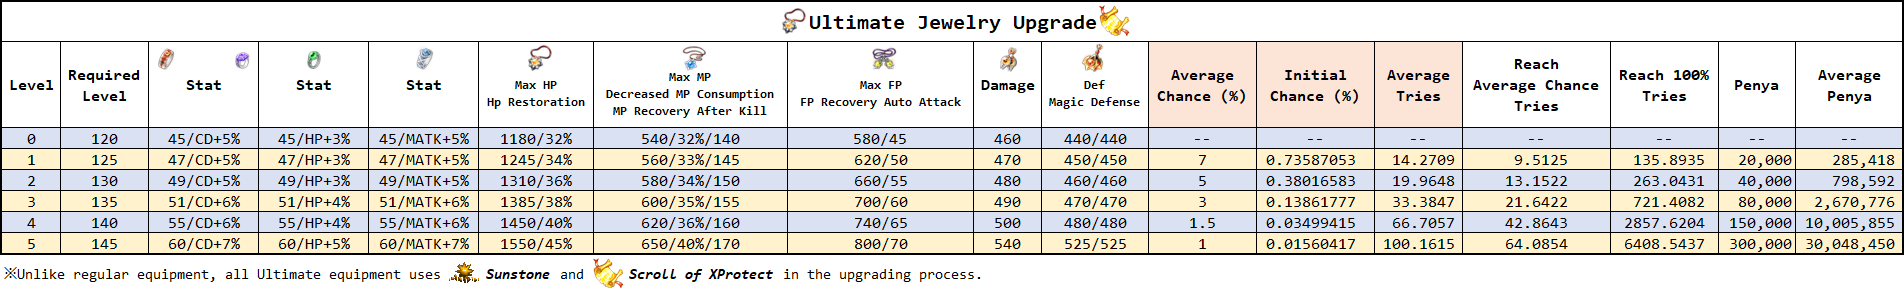 Ultimate Jewelry Upgrade
Level Required Level Stat Stat Stat Max HP Hp Restoration Max MP Decreased MP Consumption MP Recovery After Kill Max FP FP Recovery Auto Attack Damage Def Magic Defense Average Chance (%) Initial Chance (%) Average Tries Reach Average Chance Tries Reach 100% Tries Penya Average Penya
0 120 45/CD+5% 45/HP+3% 45/MATK+5% 1180/32% 540/32%/140 580/45 460 440/440 -- -- -- -- -- -- --
1 125 47/CD+5% 47/HP+3% 47/MATK+5% 1245/34% 560/33%/145 620/50 470 450/450 7 0.73587053 14.2709 9.5125 135.8935 20,000 285,418
2 130 49/CD+5% 49/HP+3% 49/MATK+5% 1310/36% 580/34%/150 660/55 480 460/460 5 0.38016583 19.9648 13.1522 263.0431 40,000 798,592
3 135 51/CD+6% 51/HP+4% 51/MATK+6% 1385/38% 600/35%/155 700/60 490 470/470 3 0.13861777 33.3847 21.6422 721.4082 80,000 2,670,776
4 140 55/CD+6% 55/HP+4% 55/MATK+6% 1450/40% 620/36%/160 740/65 500 480/480 1.5 0.03499415 66.7057 42.8643 2857.6204 150,000 10,005,855
5 145 60/CD+7% 60/HP+5% 60/MATK+7% 1550/45% 650/40%/170 800/70 540 525/525 1 0.01560417 100.1615 64.0854 6408.5437 300,000 30,048,450
※Unlike regular equipment, all Ultimate equipment uses Sunstone and Scroll of XProtect in the upgrading process.